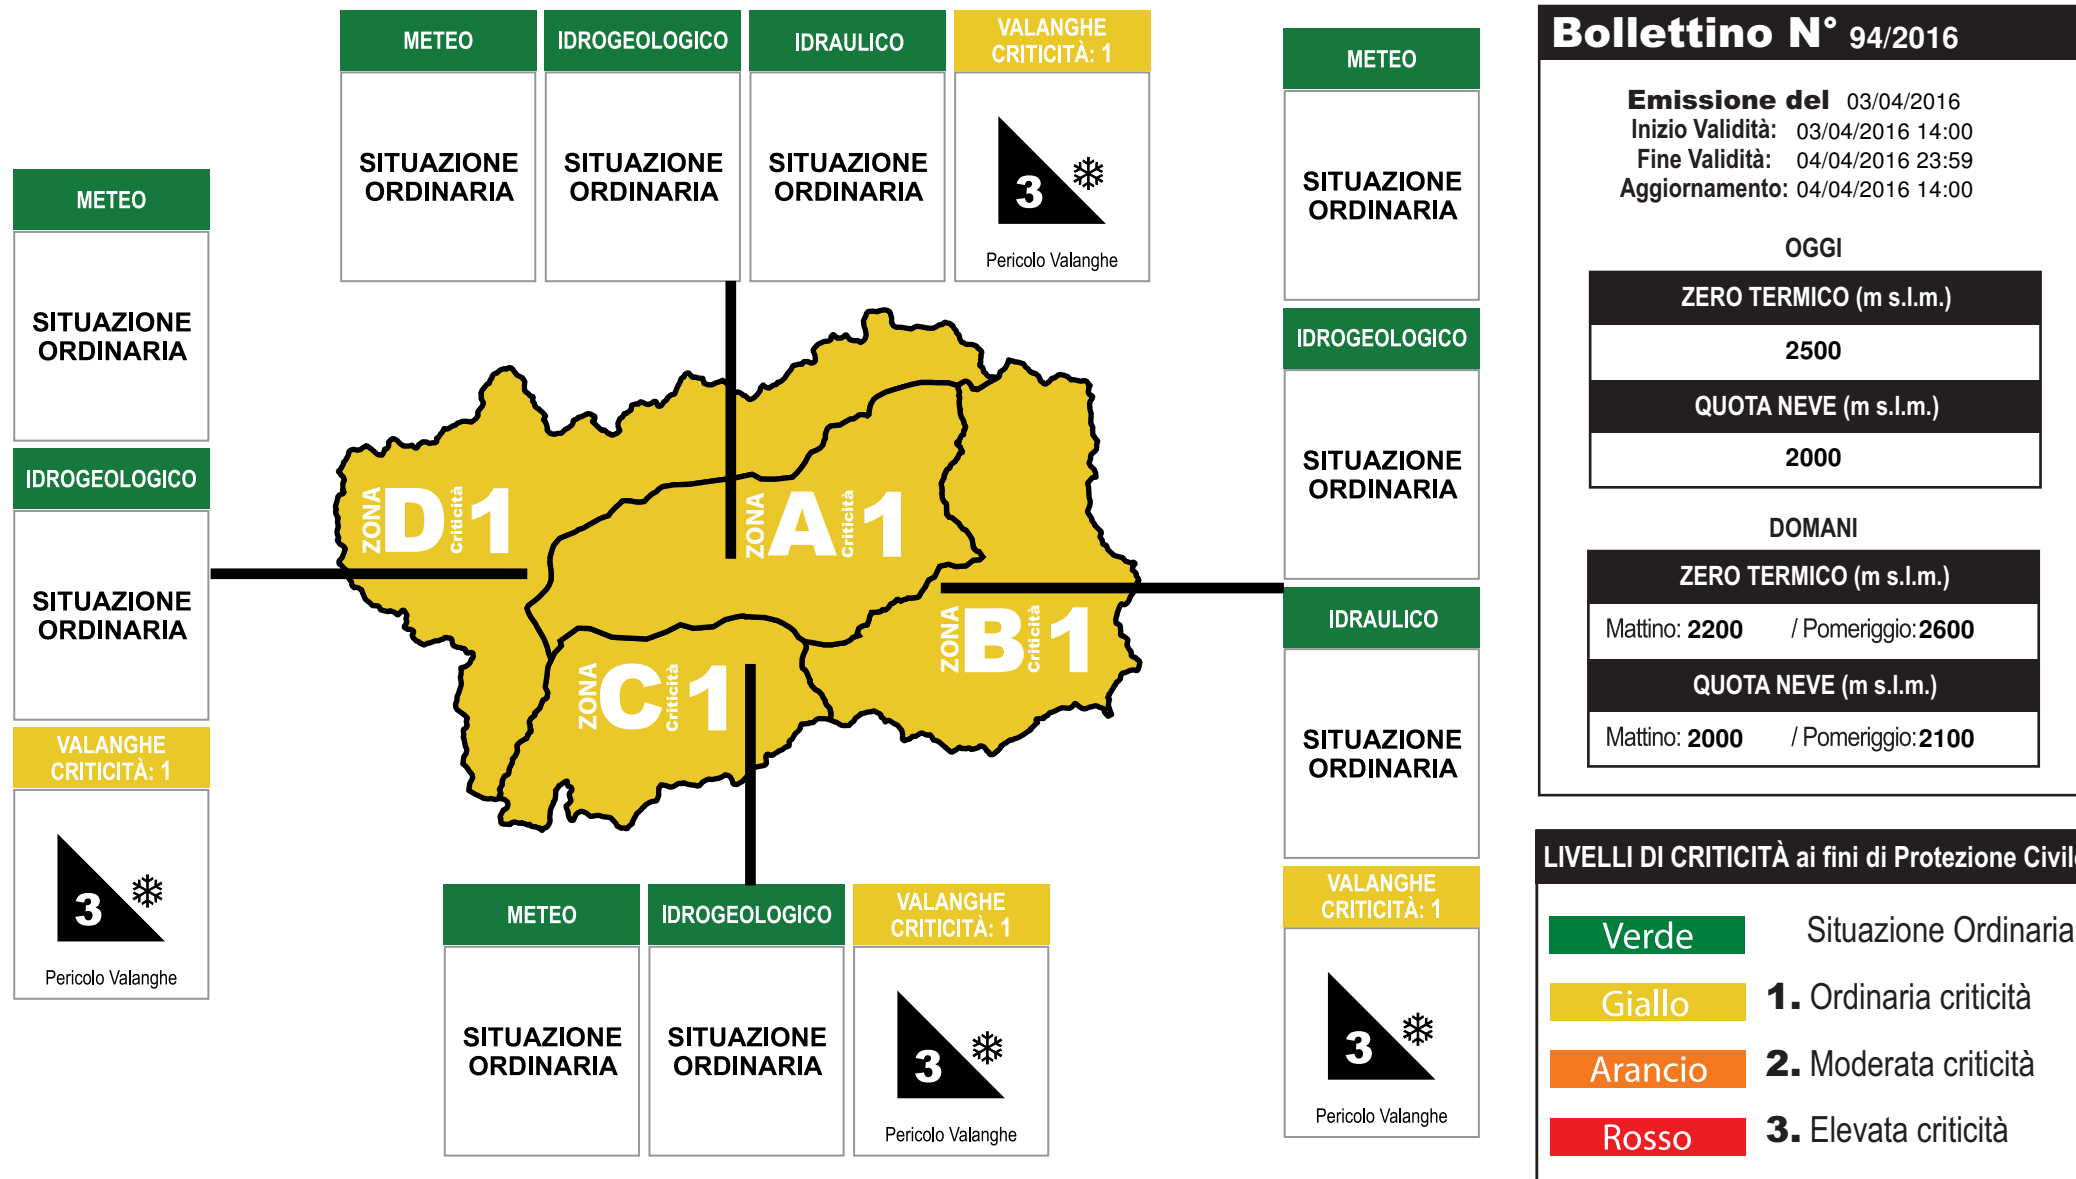 METEO
IDROGEOLOGICO
IDRAULICO
VALANGHE
CRITICITÀ: 1
SITUAZIONE
ORDINARIA
SITUAZIONE
ORDINARIA
SITUAZIONE
ORDINARIA
3
Pericolo Valanghe
METEO
SITUAZIONE
ORDINARIA
IDROGEOLOGICO
SITUAZIONE
ORDINARIA
VALANGHE
CRITICITÀ: 1
3
Pericolo Valanghe
ZONA D Criticità 1
ZONA A Criticità 1
ZONA B Criticità 1
ZONA C Criticità 1
METEO
IDROGEOLOGICO
VALANGHE
CRITICITÀ: 1
SITUAZIONE
ORDINARIA
SITUAZIONE
ORDINARIA
3
Pericolo Valanghe
METEO
SITUAZIONE
ORDINARIA
IDROGEOLOGICO
SITUAZIONE
ORDINARIA
IDRAULICO
SITUAZIONE
ORDINARIA
VALANGHE
CRITICITÀ: 1
3
Pericolo Valanghe
Bollettino N° 94/2016
Emissione del 03/04/2016
Inizio Validità: 03/04/2016 14:00
Fine Validità: 04/04/2016 23:59
Aggiornamento: 04/04/2016 14:00
OGGI
ZERO TERMICO (m s.l.m.)
2500
QUOTA NEVE (m s.l.m.)
2000
DOMANI
ZERO TERMICO (m s.l.m.)
Mattino: 2200 / Pomeriggio: 2600
QUOTA NEVE (m s.l.m.)
Mattino: 2000 / Pomeriggio: 2100
LIVELLI DI CRITICITÀ ai fini di Protezione Civile
Verde Situazione Ordinaria
Giallo 1. Ordinaria criticità
Arancio 2. Moderata criticità
Rosso 3. Elevata criticità